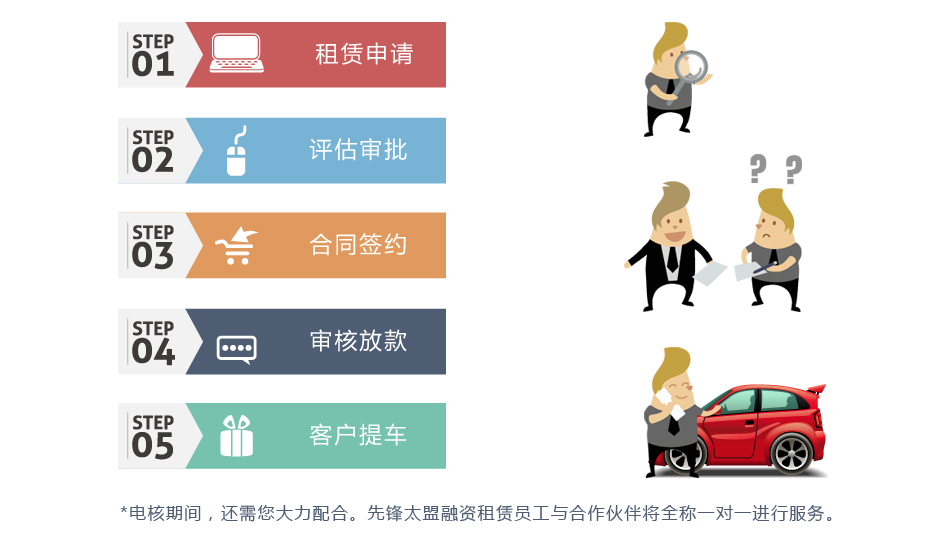 STEP
01
租赁申请
STEP
02
评估审批
STEP
03
合同签约
STEP
04
审核放款
STEP
05
客户提车
? ?
*电核期间，还需您大力配合。先锋太盟融资租赁员工与合作伙伴将全称一对一进行服务。